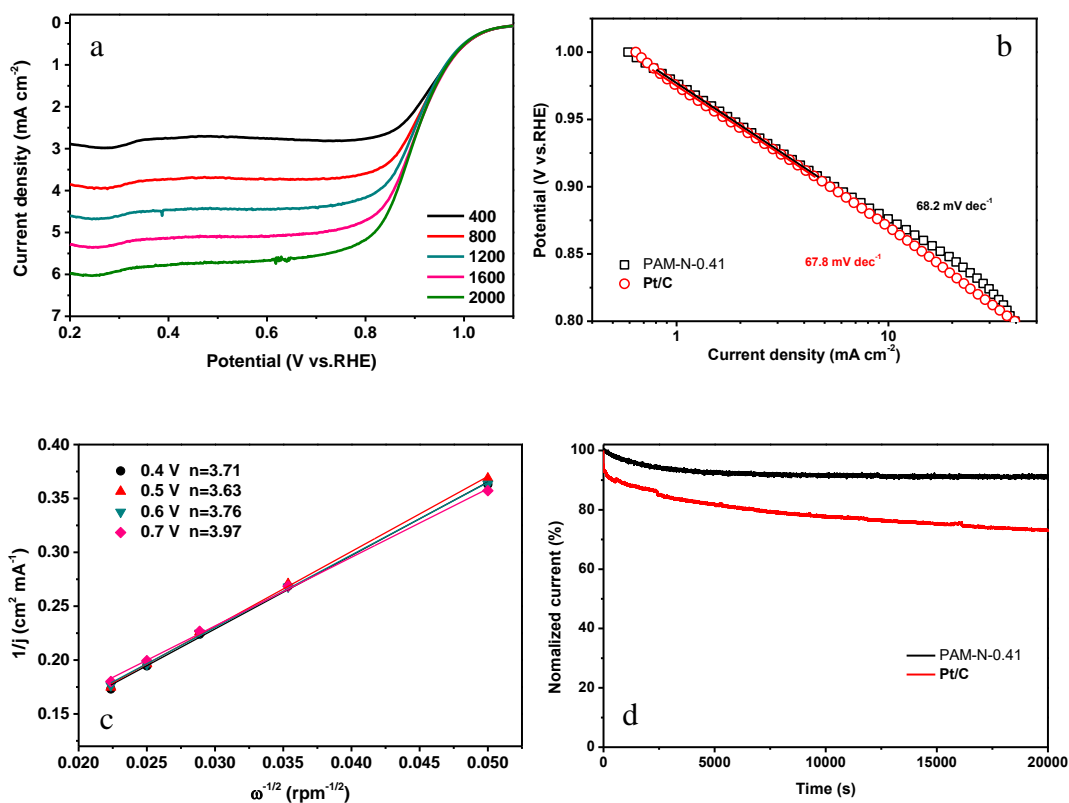 a
Current density (mA cm⁻²)
0
1
2
3
4
5
6
7
0.2
0.4
0.6
0.8
1.0
Potential (V vs.RHE)
400
800
1200
1600
2000
b
Potential (V vs.RHE)
1.00
0.95
0.90
0.85
0.80
1
10
Current density (mA cm⁻²)
68.2 mV dec⁻¹
67.8 mV dec⁻¹
PAM-N-0.41
Pt/C
c
1/j (cm² mA⁻¹)
0.40
0.35
0.30
0.25
0.20
0.15
0.020
0.025
0.030
0.035
0.040
0.045
0.050
ω⁻¹/² (rpm⁻¹/²)
0.4 V n=3.71
0.5 V n=3.63
0.6 V n=3.76
0.7 V n=3.97
d
Nomalized current (%)
100
80
60
40
20
0
0
5000
10000
15000
20000
Time (s)
PAM-N-0.41
Pt/C